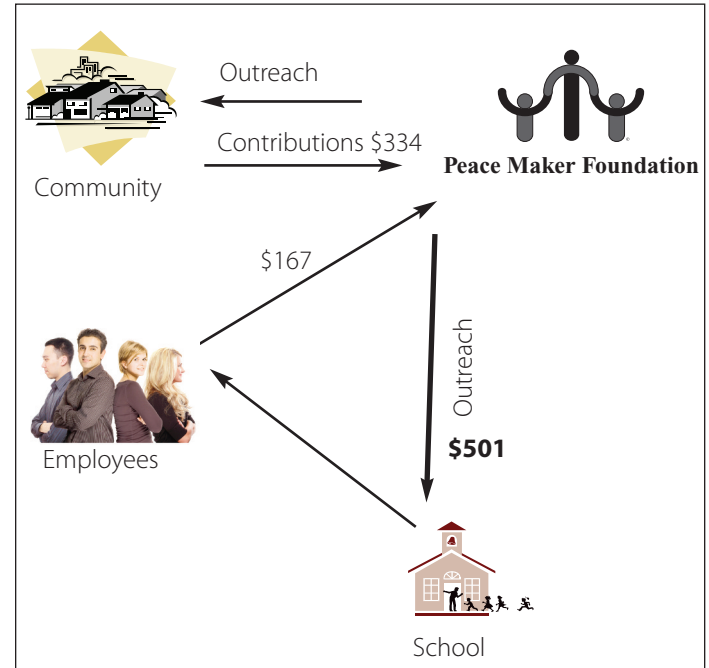 Outreach
Contributions $334
Community
Peace Maker Foundation
$167
Outreach
$501
Employees
School